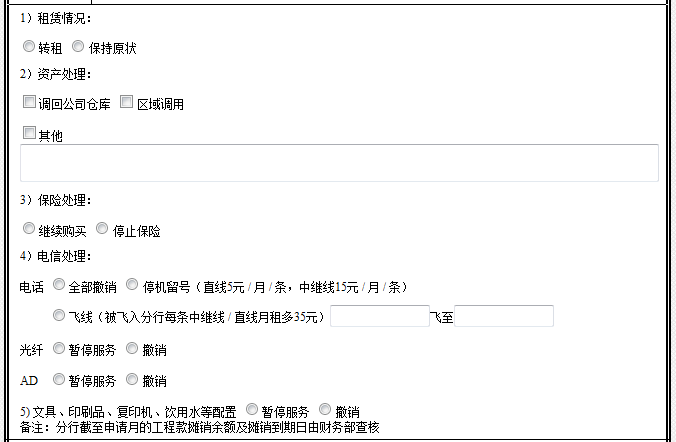 1）租赁情况：
转租 保持原状
2）资产处理：
调回公司仓库 区域调用
其他
3）保险处理：
继续购买 停止保险
4）电信处理：
电话 全部撤销 停机留号（直线5元 / 月 / 条，中继线15元 / 月 / 条）
飞线（被飞入分行每条中继线 / 直线月租多35元） 飞至
光纤 暂停服务 撤销
AD 暂停服务 撤销
5) 文具、印刷品、复印机、饮用水等配置 暂停服务 撤销
备注：分行截至申请月的工程款摊销余额及摊销到期日由财务部查核